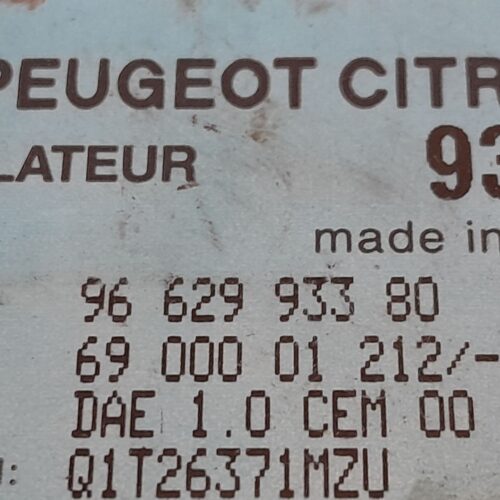 PEUGEOT CITR
LATEUR 93
made in
96 629 933 80
69 000 01 212/-
DAE 1.0 CEM 00
: Q1T26371MZU